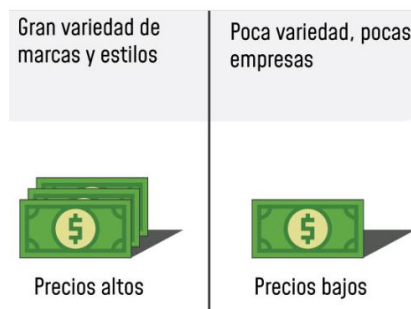 Gran variedad de
marcas y estilos
Poca variedad, pocas
empresas
$
$
Precios altos
Precios bajos